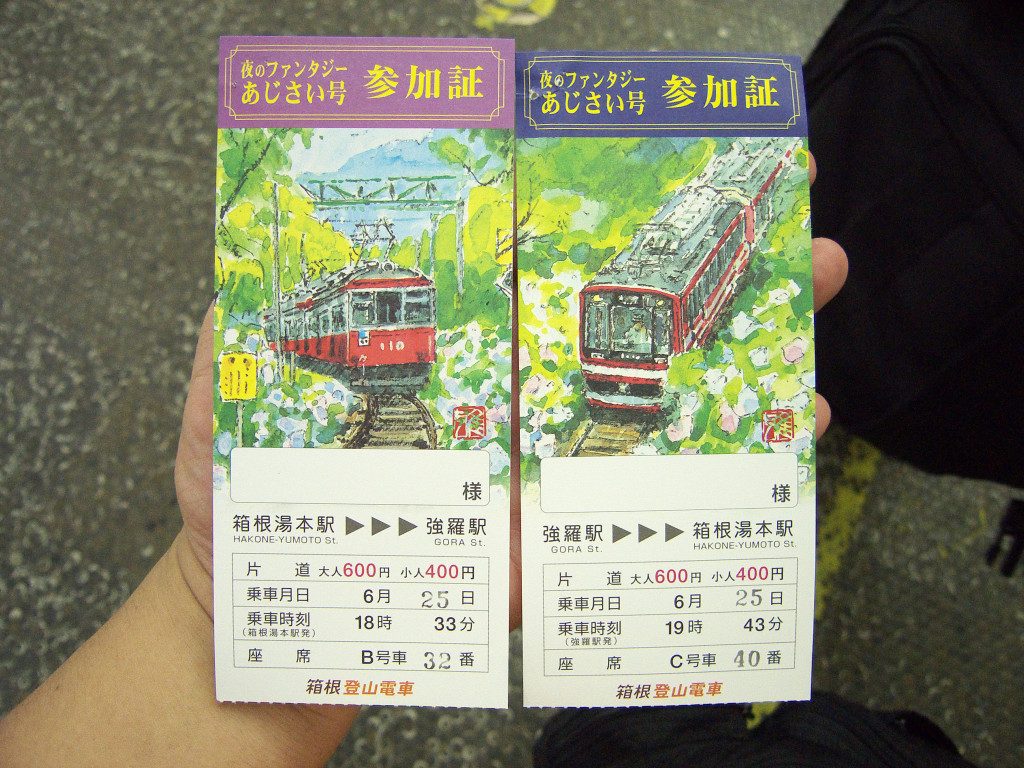 夜のファンタジー
あじさい号 参加証
110
様
箱根湯本駅 ▶▶▶ 強羅駅
HAKONE-YUMOTO St. GORA St.
片道 大人600円 小人400円
乗車月日 6月 25日
乗車時刻 18時 33分
(箱根湯本駅発)
座席 B号車 32番
箱根登山電車
夜のファンタジー
あじさい号 参加証
様
強羅駅 ▶▶▶ 箱根湯本駅
GORA St. HAKONE-YUMOTO St.
片道 大人600円 小人400円
乗車月日 6月 25日
乗車時刻 19時 43分
(強羅駅発)
座席 C号車 40番
箱根登山電車